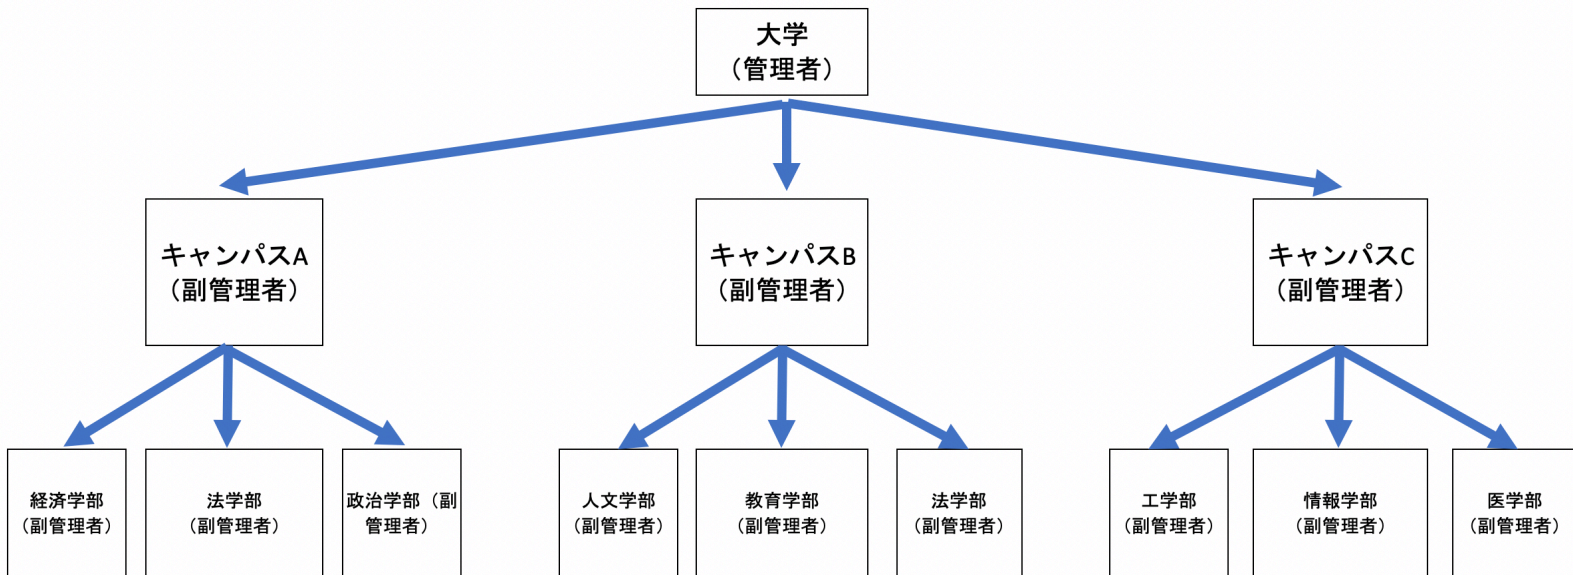 大学
（管理者）
キャンパスA
（副管理者）
キャンパスB
（副管理者）
キャンパスC
（副管理者）
経済学部
（副管理者）
法学部
（副管理者）
政治学部（副
管理者）
人文学部
（副管理者）
教育学部
（副管理者）
法学部
（副管理者）
工学部
（副管理者）
情報学部
（副管理者）
医学部
（副管理者）